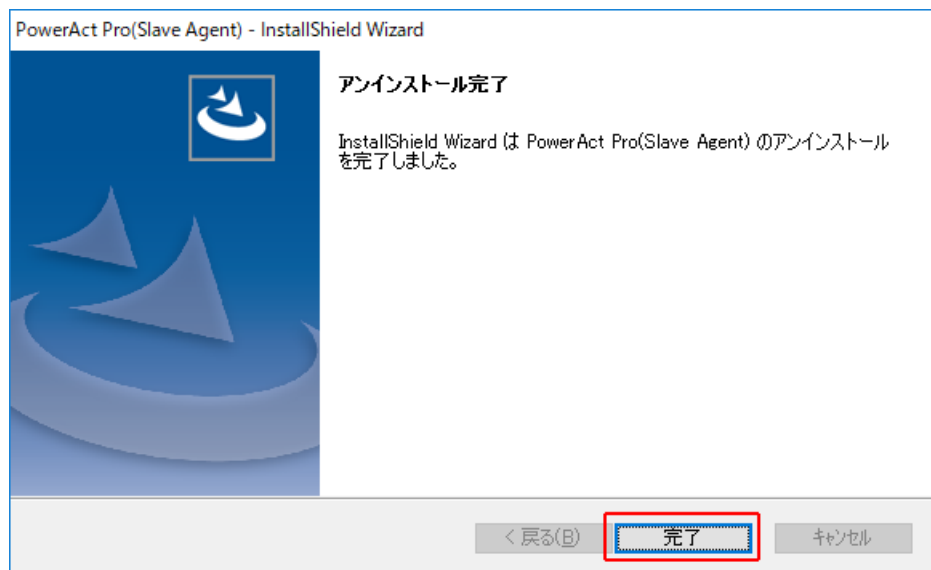 PowerAct Pro(Slave Agent) - InstallShield Wizard
アンインストール完了
InstallShield Wizard は PowerAct Pro(Slave Agent) のアンインストール
を完了しました。
< 戻る(B)
完了
キャンセル